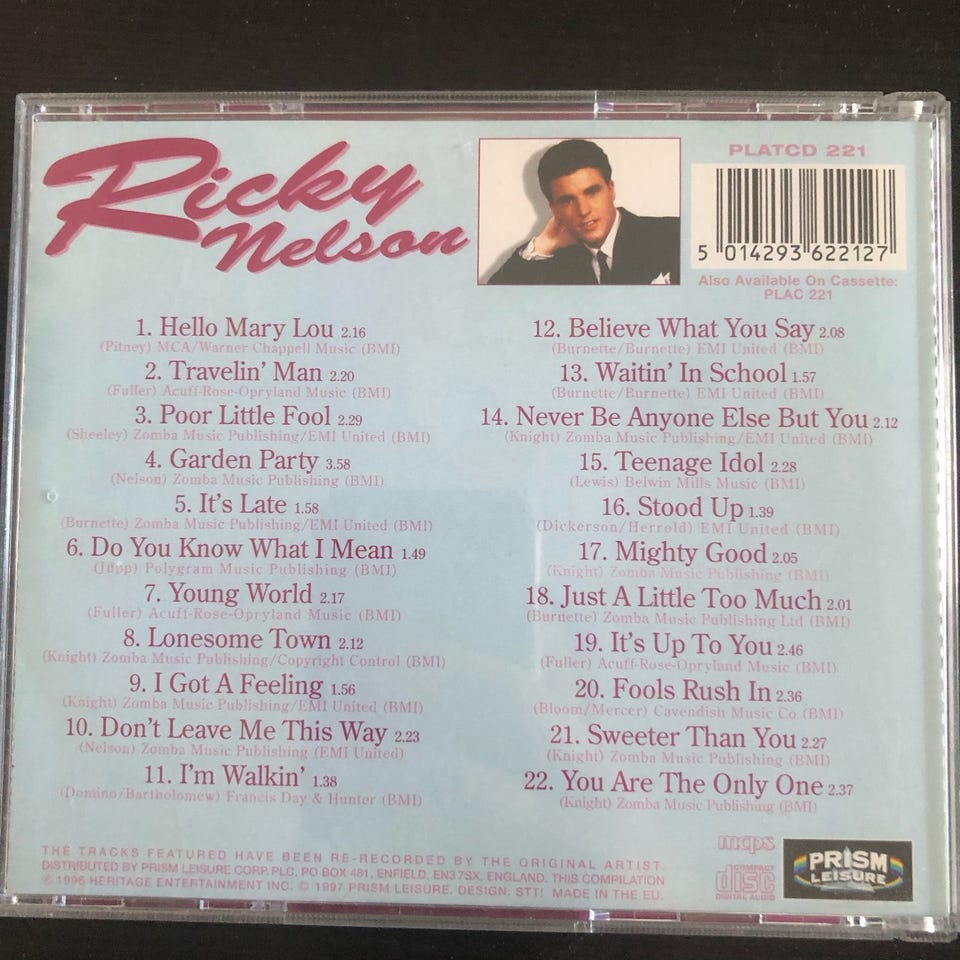 Ricky
Nelson
PLATCD 221
5 014293 622127
Also Available On Cassette:
PLAC 221
1. Hello Mary Lou 2.16
(Pitney) MCA/Warner Chappell Music (BMI)
2. Travelin' Man 2.20
(Fuller) Acuff-Rose-Opryland Music (BMI)
3. Poor Little Fool 2.29
(Sheeley) Zomba Music Publishing/EMI United (BMI)
4. Garden Party 3.58
(Nelson) Zomba Music Publishing (BMI)
5. It's Late 1.58
(Burnette) Zomba Music Publishing/EMI United (BMI)
6. Do You Know What I Mean 1.49
(Jupp) Polygram Music Publishing (BMI)
7. Young World 2.17
(Fuller) Acuff-Rose-Opryland Music (BMI)
8. Lonesome Town 2.12
(Knight) Zomba Music Publishing/Copyright Control (BMI)
9. I Got A Feeling 1.56
(Knight) Zomba Music Publishing/EMI United (BMI)
10. Don't Leave Me This Way 2.23
(Nelson) Zomba Music Publishing (EMI United)
11. I'm Walkin' 1.38
(Domino/Bartholomew) Francis Day & Hunter (BMI)
12. Believe What You Say 2.08
(Burnette/Burnette) EMI United (BMI)
13. Waitin' In School 1.57
(Burnette/Burnette) EMI United (BMI)
14. Never Be Anyone Else But You 2.12
(Knight) Zomba Music Publishing/EMI United (BMI)
15. Teenage Idol 2.28
(Lewis) Belwin Mills Music (BMI)
16. Stood Up 1.39
(Dickerson/Herrold) EMI United (BMI)
17. Mighty Good 2.05
(Knight) Zomba Music Publishing (BMI)
18. Just A Little Too Much 2.01
(Burnette) Zomba Music Publishing Ltd (BMI)
19. It's Up To You 2.46
(Fuller) Acuff-Rose-Opryland Music (BMI)
20. Fools Rush In 2.36
(Bloom/Mercer) Cavendish Music Co (BMI)
21. Sweeter Than You 2.27
(Knight) Zomba Music Publishing (BMI)
22. You Are The Only One 2.37
(Knight) Zomba Music Publishing (BMI)
THE TRACKS FEATURED HAVE BEEN RE-RECORDED BY THE ORIGINAL ARTIST.
DISTRIBUTED BY PRISM LEISURE CORP. PLC, PO BOX 481, ENFIELD, EN3 7SX, ENGLAND. THIS COMPILATION
℗ 1996 HERITAGE ENTERTAINMENT INC. © 1997 PRISM LEISURE. DESIGN: STT! MADE IN THE EU.
mcps
COMPACT
disc
DIGITAL AUDIO
PRISM
LEISURE